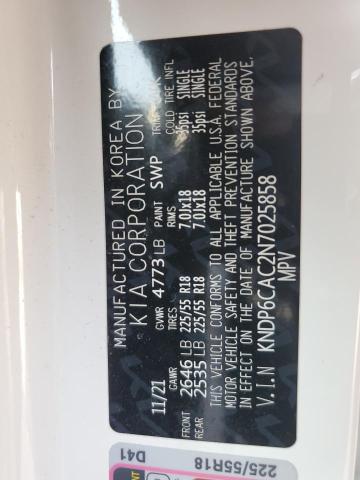 MANUFACTURED IN KOREA BY
KIA CORPORATION
11/21 GVWR 4773 LB PAINT SWP TRIM
GAWR TIRES RIMS COLD TIRE INFL
FRONT 2646 LB 225/55 R18 7.0JX18 35psi SINGLE
REAR 2535 LB 225/55 R18 7.0JX18 35psi SINGLE
THIS VEHICLE CONFORMS TO ALL APPLICABLE U.S.A. FEDERAL
MOTOR VEHICLE SAFETY AND THEFT PREVENTION STANDARDS
IN EFFECT ON THE DATE OF MANUFACTURE SHOWN ABOVE.
V.I.N KNDP6CAC2N7025858
MPV
D41
225/55R18